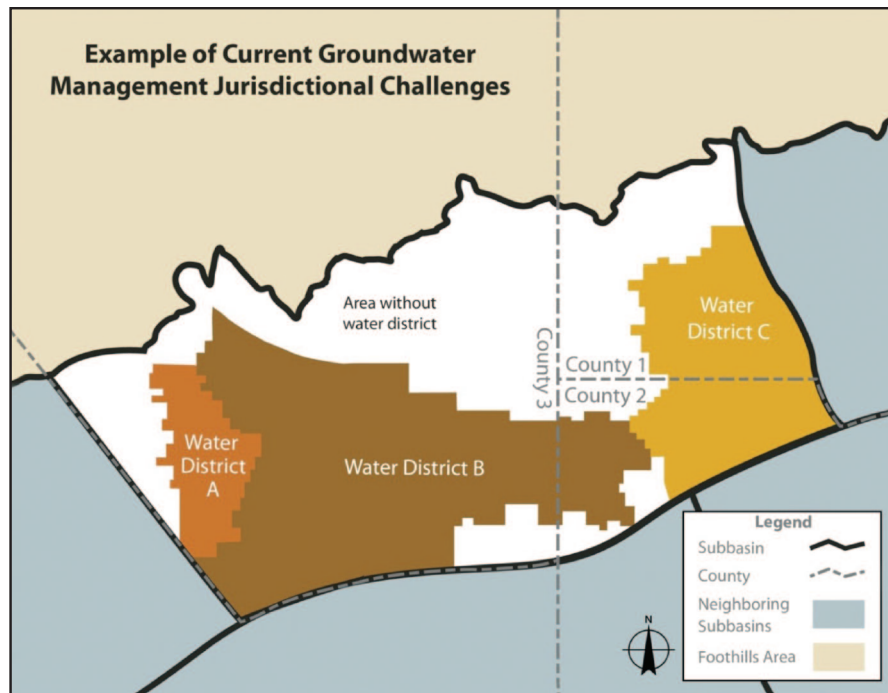 Example of Current Groundwater
Management Jurisdictional Challenges
Area without
water district
Water
District C
County 3
County 1
County 2
Water
District
A
Water District B
Legend
Subbasin
County
Neighboring
Subbasins
Foothills Area
N